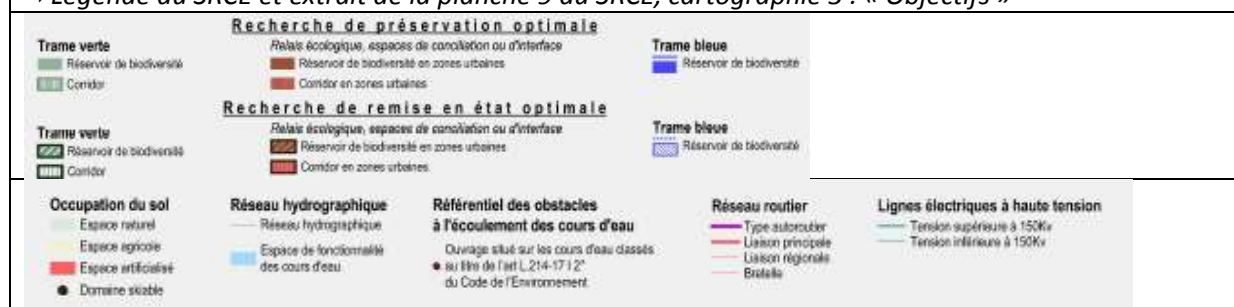 Légende du SRCE et extrait de la planche 5 du SRCE, cartographie 3 : « Objectifs »
Recherche de préservation optimale
Trame verte
Réservoir de biodiversité
Corridor
Relais écologique, espaces de conciliation ou d'interface
Réservoir de biodiversité en zones urbaines
Corridor en zones urbaines
Trame bleue
Réservoir de biodiversité
Recherche de remise en état optimale
Trame verte
Réservoir de biodiversité
Corridor
Relais écologique, espaces de conciliation ou d'interface
Réservoir de biodiversité en zones urbaines
Corridor en zones urbaines
Trame bleue
Réservoir de biodiversité
Occupation du sol
Espace naturel
Espace agricole
Espace artificialisé
Domaine skiable
Réseau hydrographique
Réseau hydrographique
Espace de fonctionnalité
des cours d'eau
Référentiel des obstacles
à l'écoulement des cours d'eau
Ouvrage situé sur les cours d'eau classés
au titre de l'art L.214-17 I 2°
du Code de l'Environnement
Réseau routier
Type autoroutier
Liaison principale
Liaison régionale
Bretelle
Lignes électriques à haute tension
Tension supérieure à 150Kv
Tension inférieure à 150Kv